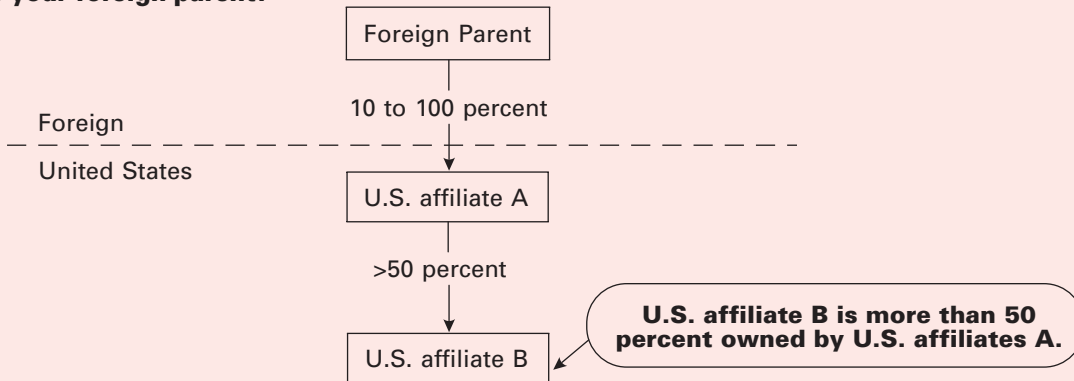 your foreign parent.
Foreign Parent
10 to 100 percent
Foreign
United States
U.S. affiliate A
>50 percent
U.S. affiliate B is more than 50
percent owned by U.S. affiliates A.
U.S. affiliate B